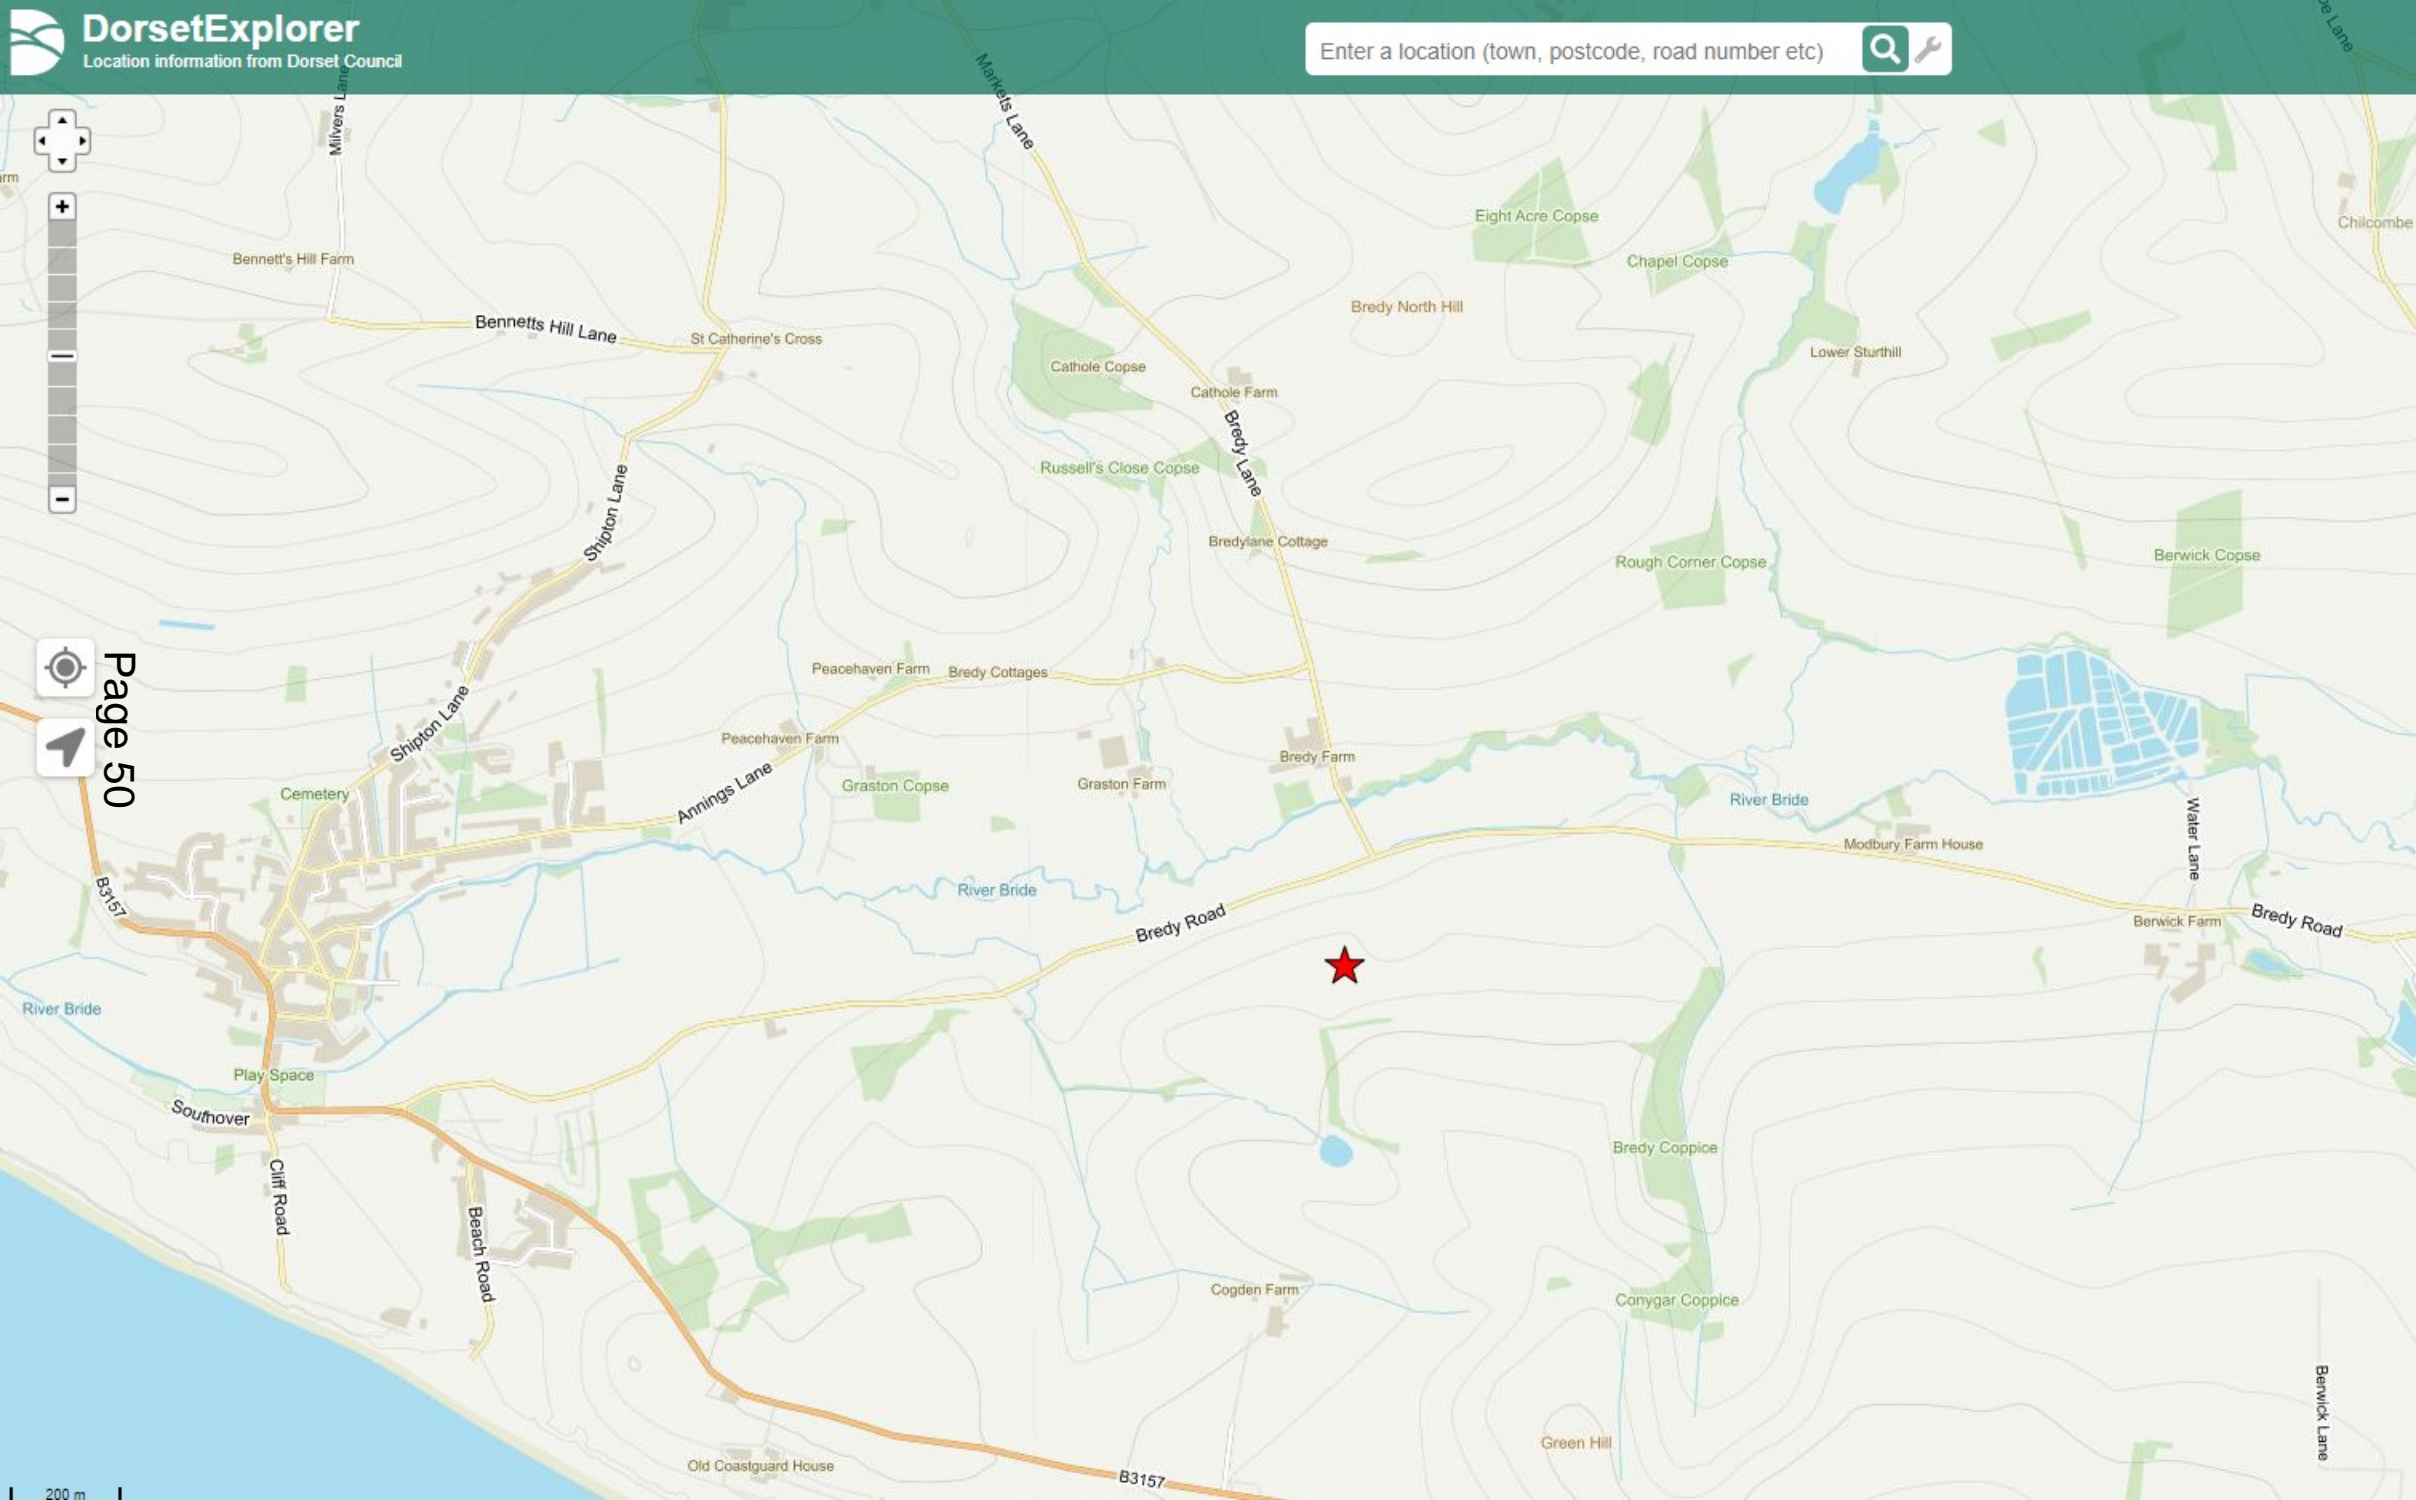 DorsetExplorer
Location information from Dorset Council
Enter a location (town, postcode, road number etc)
Milvers Lane
Markets Lane
Chilcombe
Eight Acre Copse
Bennett's Hill Farm
Chapel Copse
Bredy North Hill
Bennetts Hill Lane
St Catherine's Cross
Lower Sturthill
Cathole Copse
Cathole Farm
Bredy Lane
Russell's Close Copse
Shipton Lane
Bredylane Cottage
Berwick Copse
Rough Corner Copse
Peacehaven Farm
Bredy Cottages
Page 50
Shipton Lane
Peacehaven Farm
Bredy Farm
Annings Lane
Graston Copse
Graston Farm
Cemetery
River Bride
Water Lane
Modbury Farm House
B3157
River Bride
Bredy Road
Berwick Farm
Bredy Road
River Bride
Play Space
Southover
Bredy Coppice
Cliff Road
Beach Road
Cogden Farm
Conygar Coppice
Berwick Lane
Green Hill
Old Coastguard House
B3157
200 m